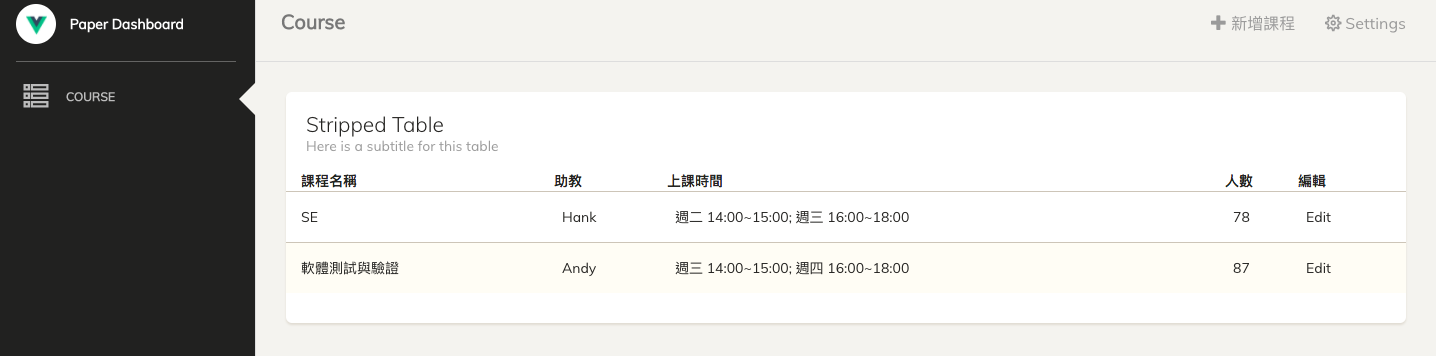 Paper Dashboard
Course
新增課程
Settings
COURSE
Stripped Table
Here is a subtitle for this table
課程名稱 助教 上課時間 人數 編輯
SE Hank 週二 14:00~15:00; 週三 16:00~18:00 78 Edit
軟體測試與驗證 Andy 週三 14:00~15:00; 週四 16:00~18:00 87 Edit